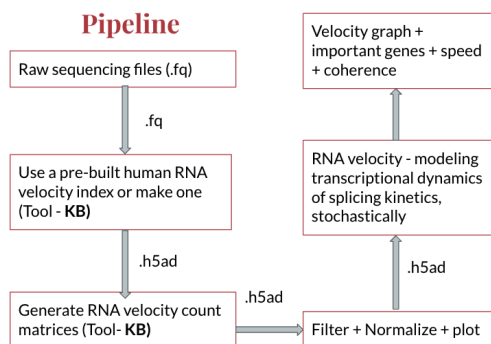 Pipeline
Raw sequencing files (.fq)
.fq
Use a pre-built human RNA
velocity index or make one
(Tool - KB)
.h5ad
Generate RNA velocity count
matrices (Tool- KB)
.h5ad
Filter + Normalize + plot
.h5ad
RNA velocity - modeling
transcriptional dynamics
of splicing kinetics,
stochastically
Velocity graph +
important genes + speed
+ coherence